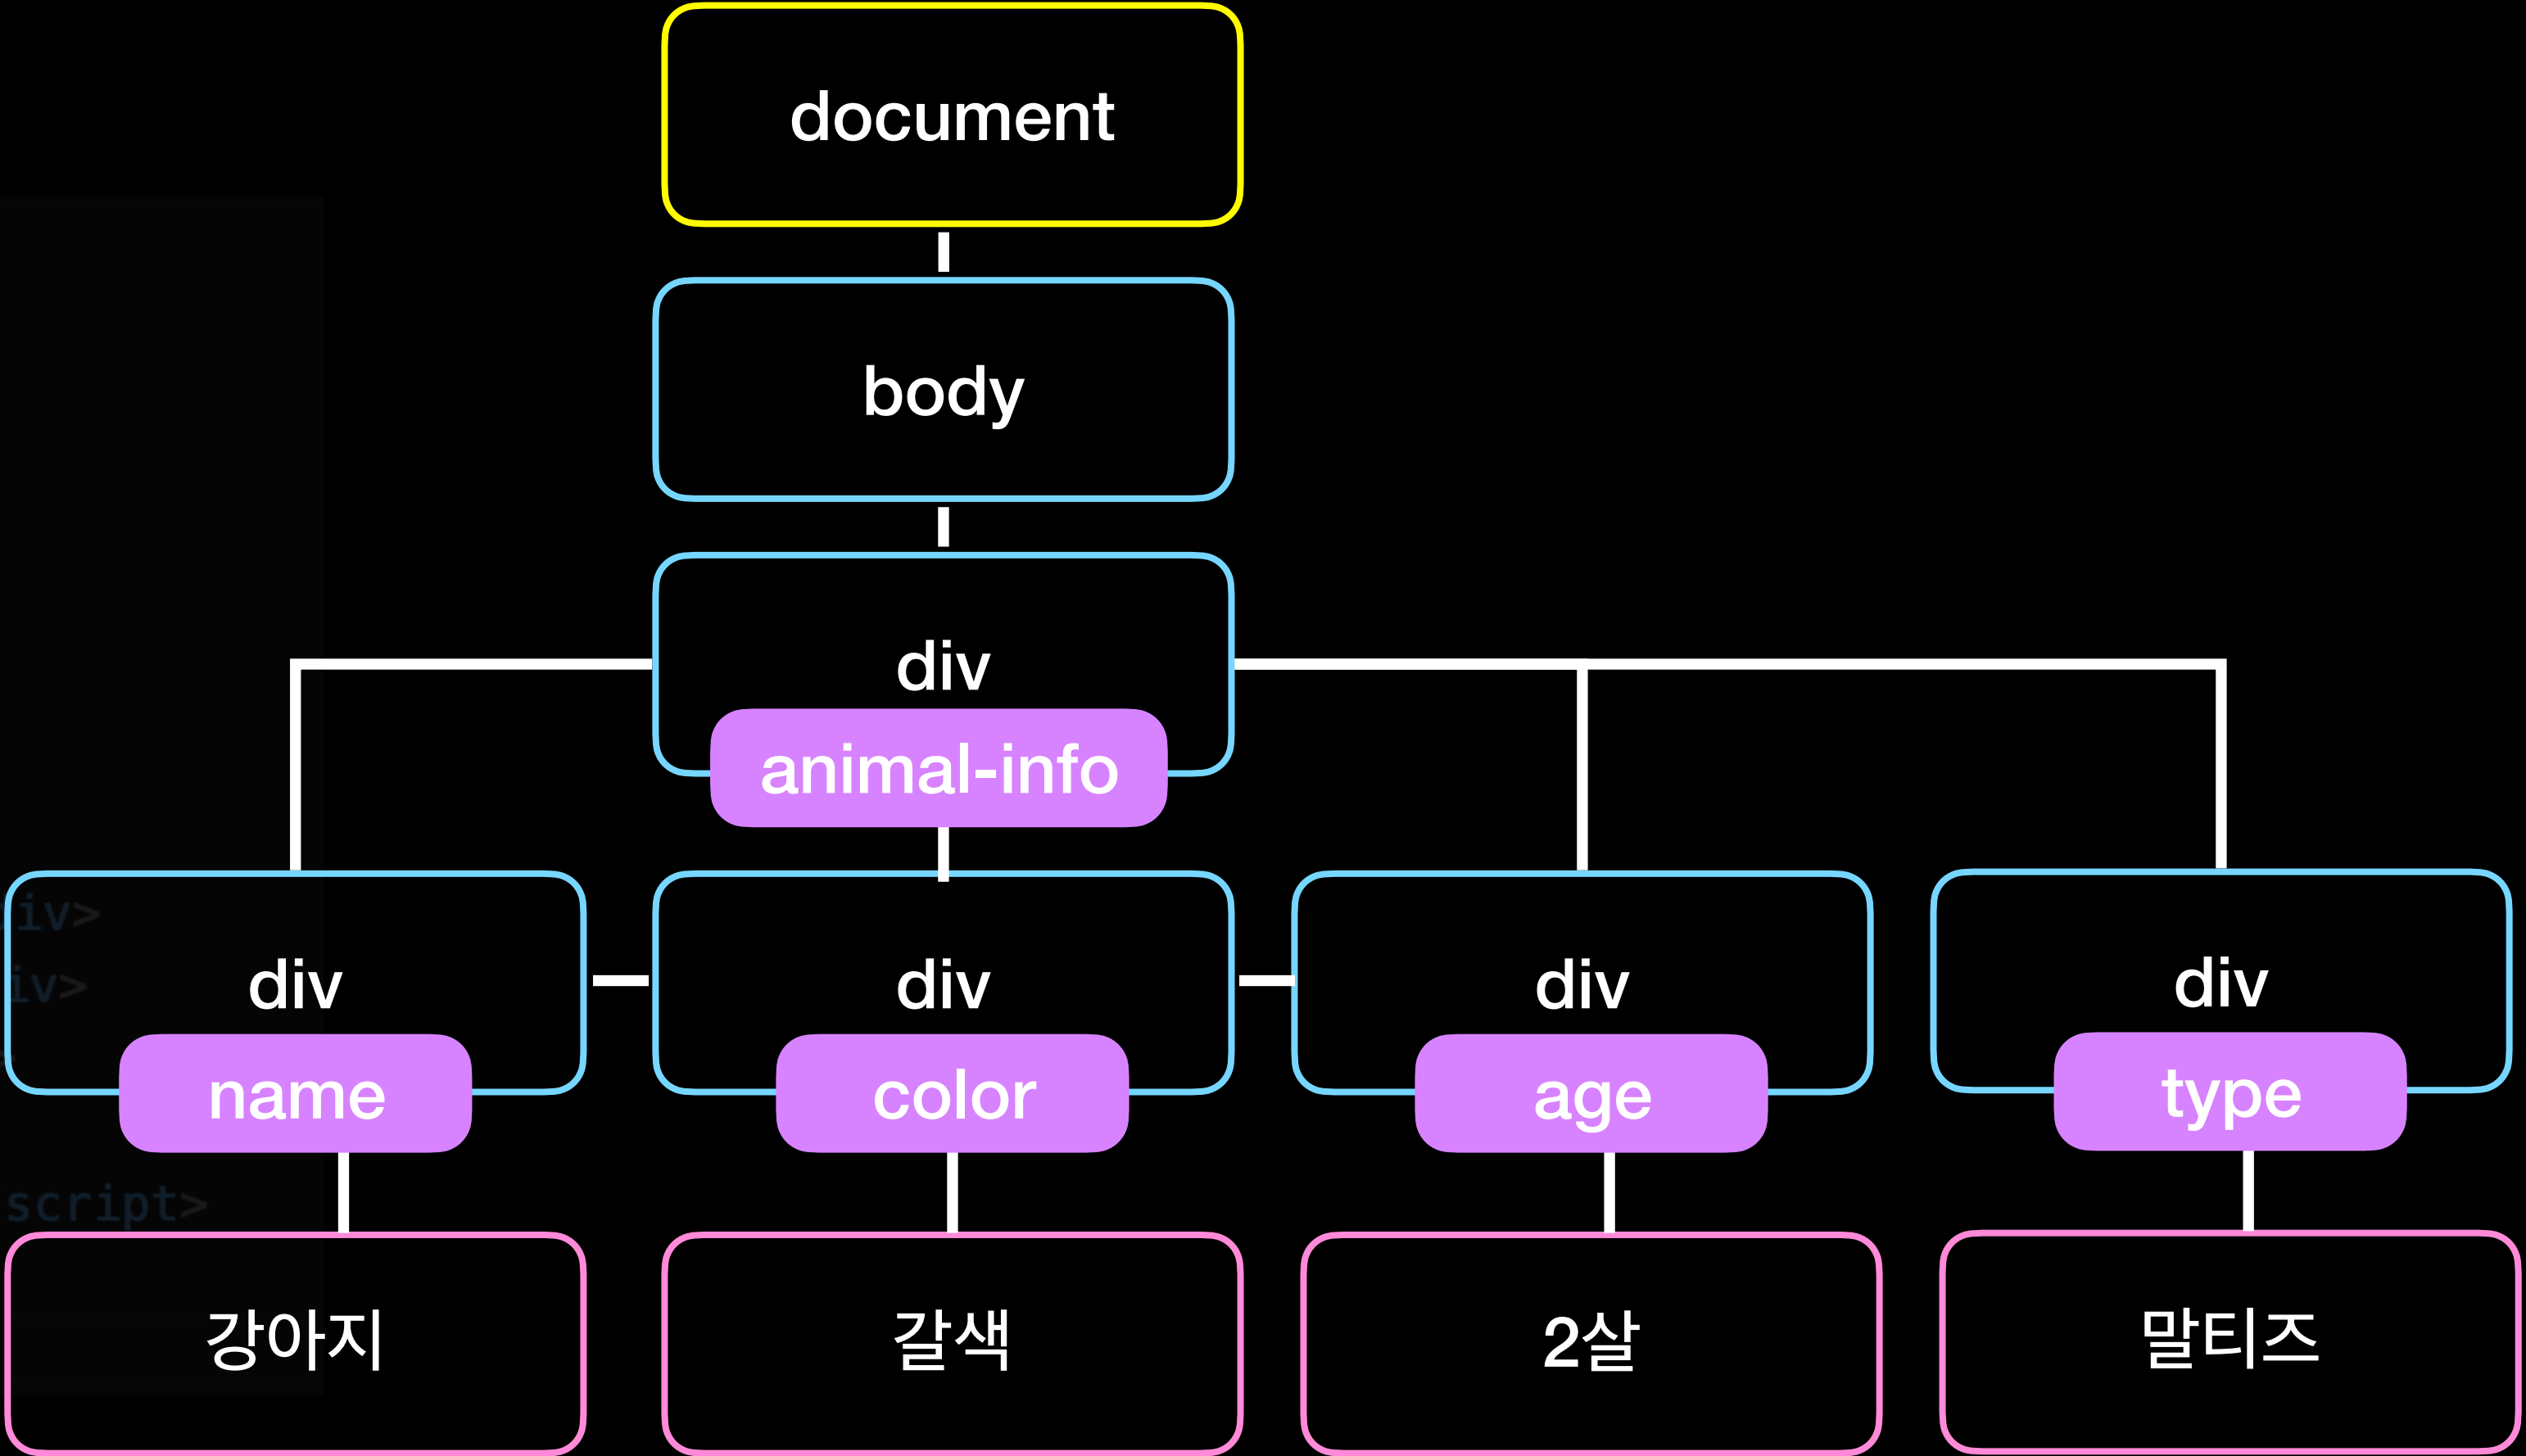 document
body
div
animal-info
div
div
div
div
name
color
age
type
강아지
갈색
2살
말티즈
iv>
iv>
script>